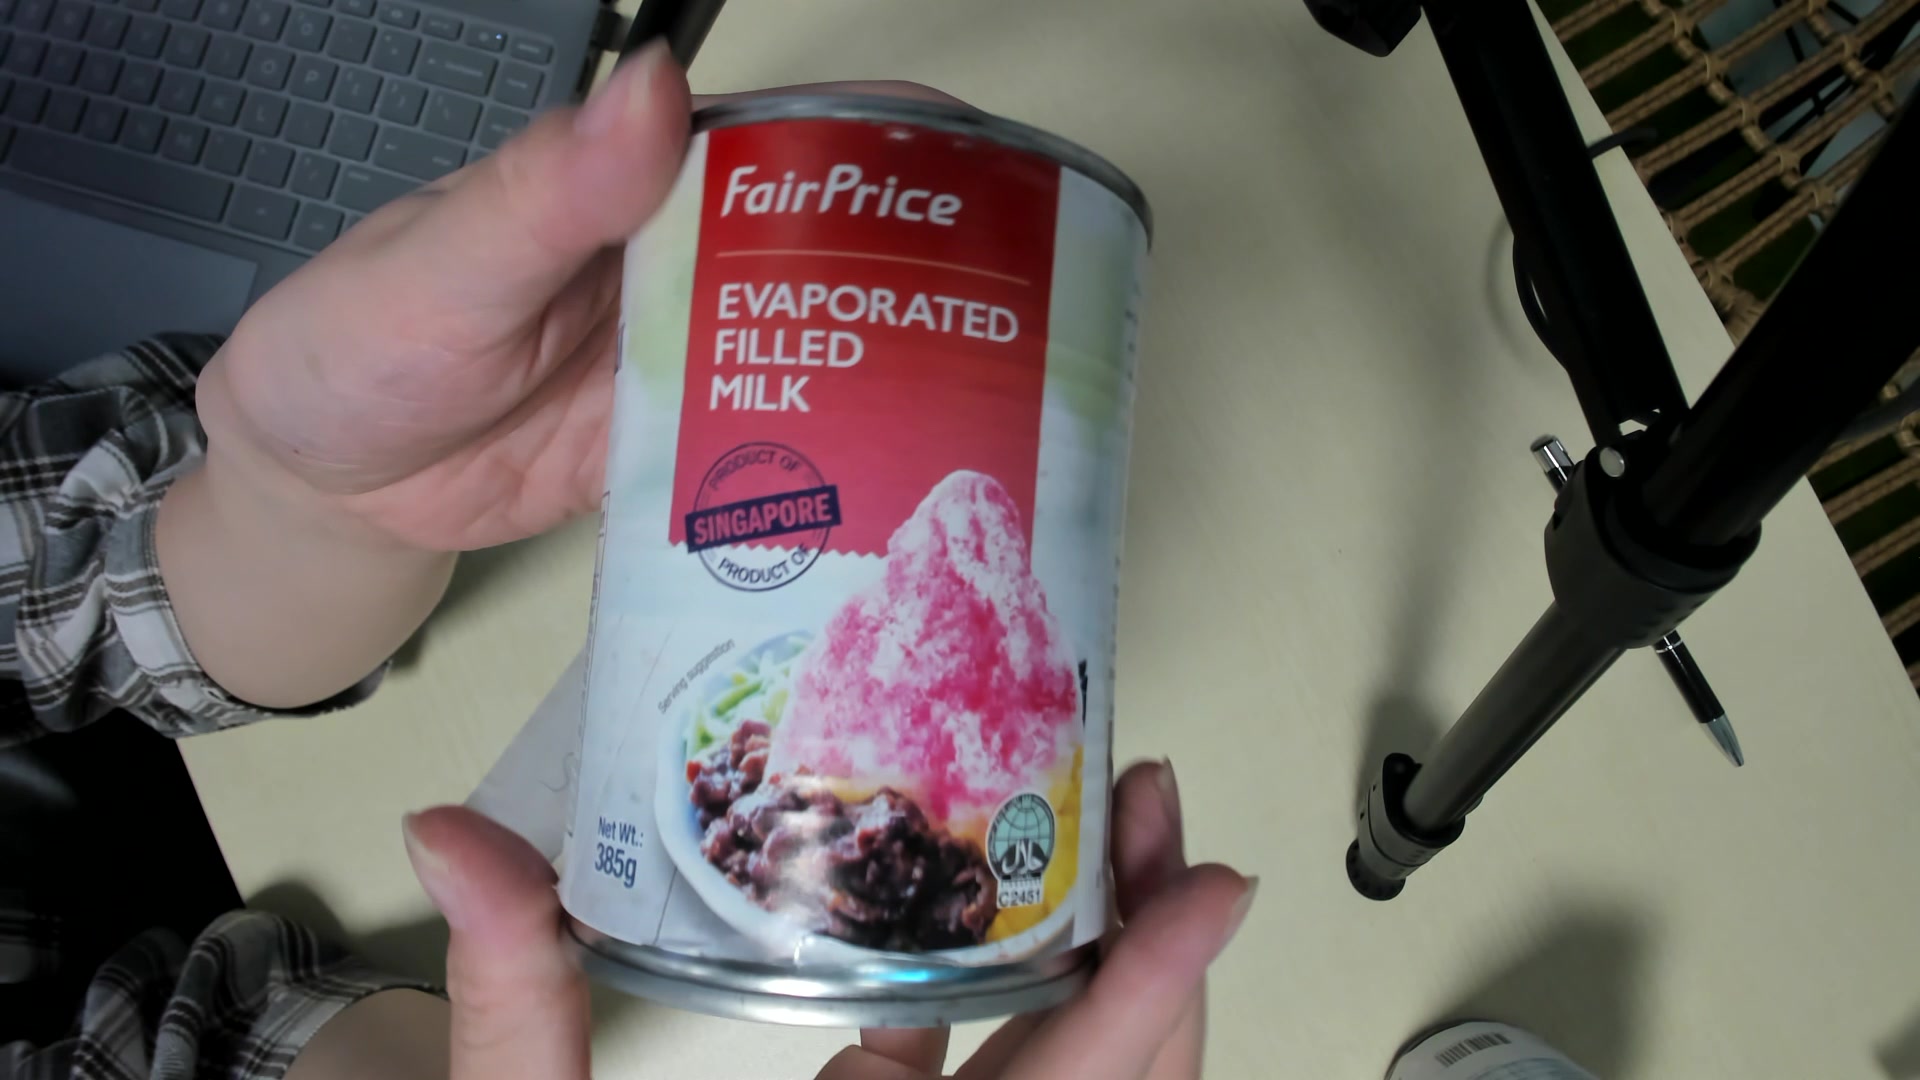 FairPrice
EVAPORATED
FILLED
MILK
PRODUCT OF
SINGAPORE
PRODUCT OF
Serving suggestion
Net Wt.:
385g
C2451